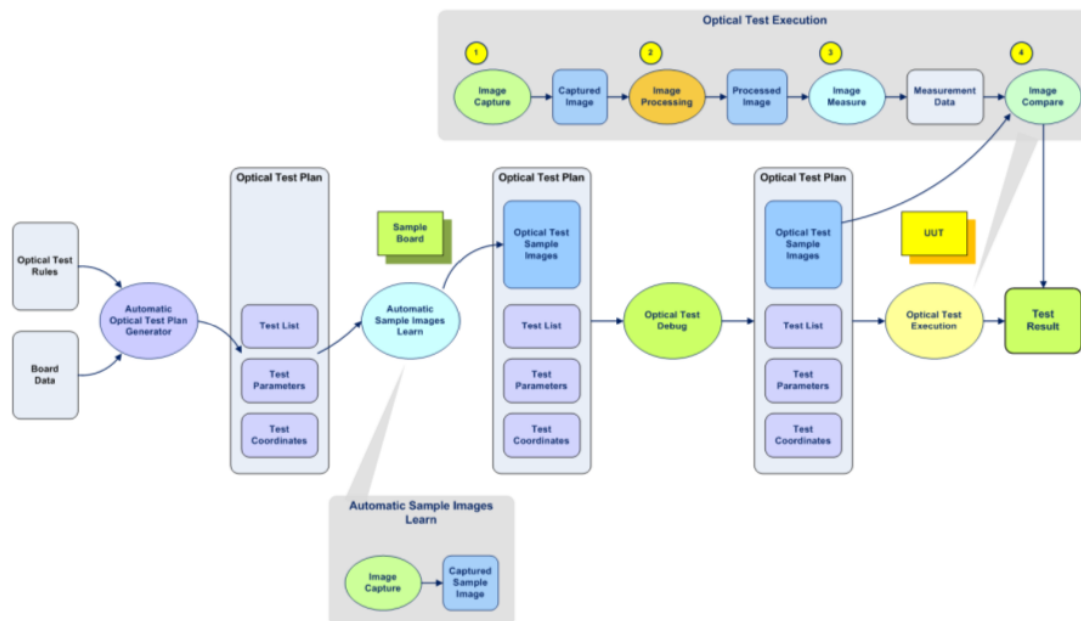 Optical Test Execution
1
2
3
4
Image
Capture
Captured
Image
Image
Processing
Processed
Image
Image
Measure
Measurement
Data
Image
Compare
Optical Test Plan
Optical Test Plan
Optical Test Plan
Optical Test
Rules
Board
Data
Automatic
Optical Test Plan
Generator
Test List
Test
Parameters
Test
Coordinates
Sample
Board
Automatic
Sample Images
Learn
Optical Test
Sample
Images
Test List
Test
Parameters
Test
Coordinates
Optical Test
Debug
Optical Test
Sample
Images
Test List
Test
Parameters
Test
Coordinates
UUT
Optical Test
Execution
Test
Result
Automatic Sample Images
Learn
Image
Capture
Captured
Sample
Image